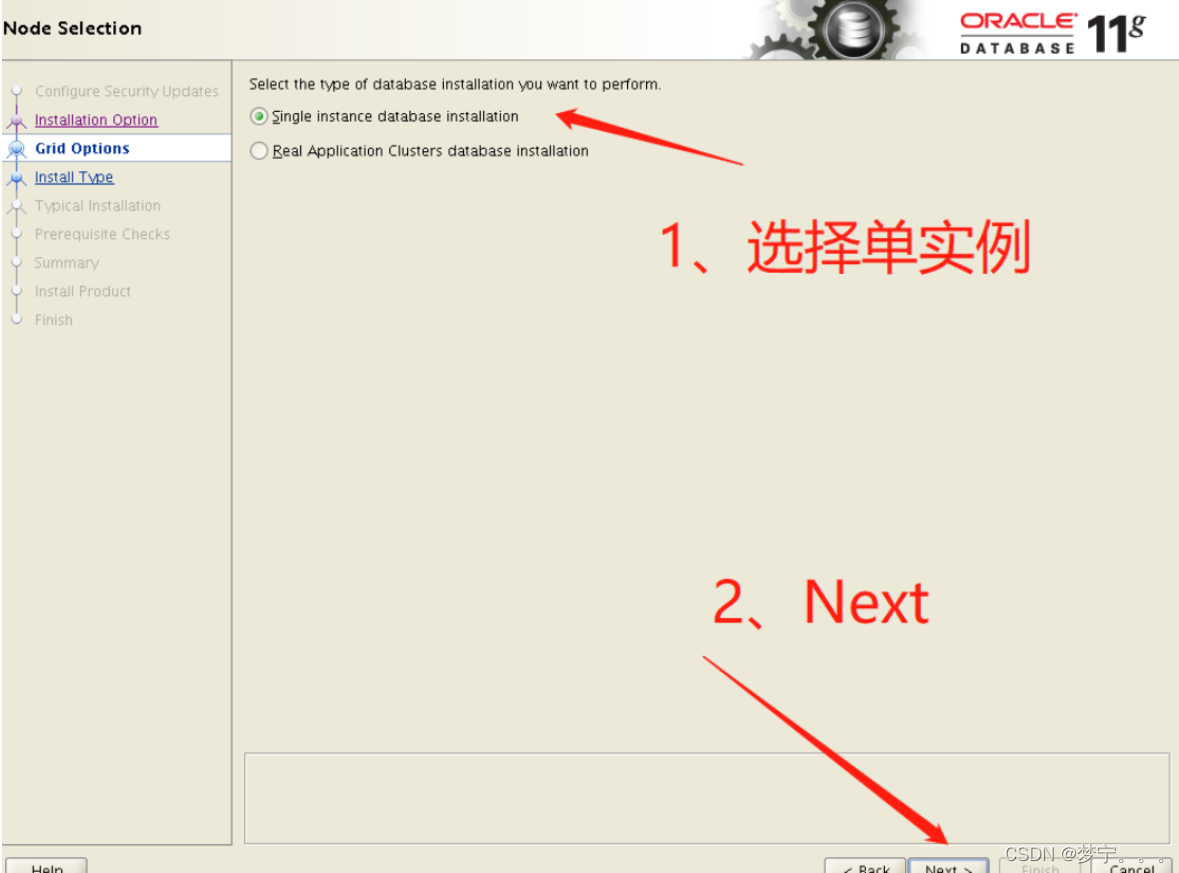 Node Selection
ORACLE
DATABASE 11g
Configure Security Updates
Installation Option
Grid Options
Install Type
Typical Installation
Prerequisite Checks
Summary
Install Product
Finish
Select the type of database installation you want to perform.
Single instance database installation
Real Application Clusters database installation
1、选择单实例
2、Next
CSDN @梦宇。。。
Help
< Back
Next >
Finish
Cancel